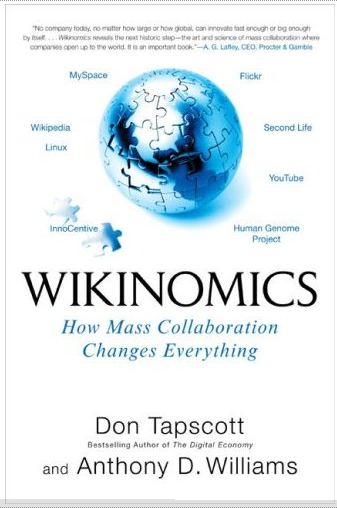 "No company today, no matter how large or how global, can innovate fast enough or big enough
by itself. . . . Wikinomics reveals the next historic step—the art and science of mass collaboration where
companies open up to the world. It is an important book."—A. G. Lafley, CEO, Procter & Gamble
MySpace
Flickr
Wikipedia
Second Life
Linux
YouTube
InnoCentive
Human Genome
Project
WIKINOMICS
How Mass Collaboration
Changes Everything
Don Tapscott
Bestselling Author of The Digital Economy
and Anthony D. Williams